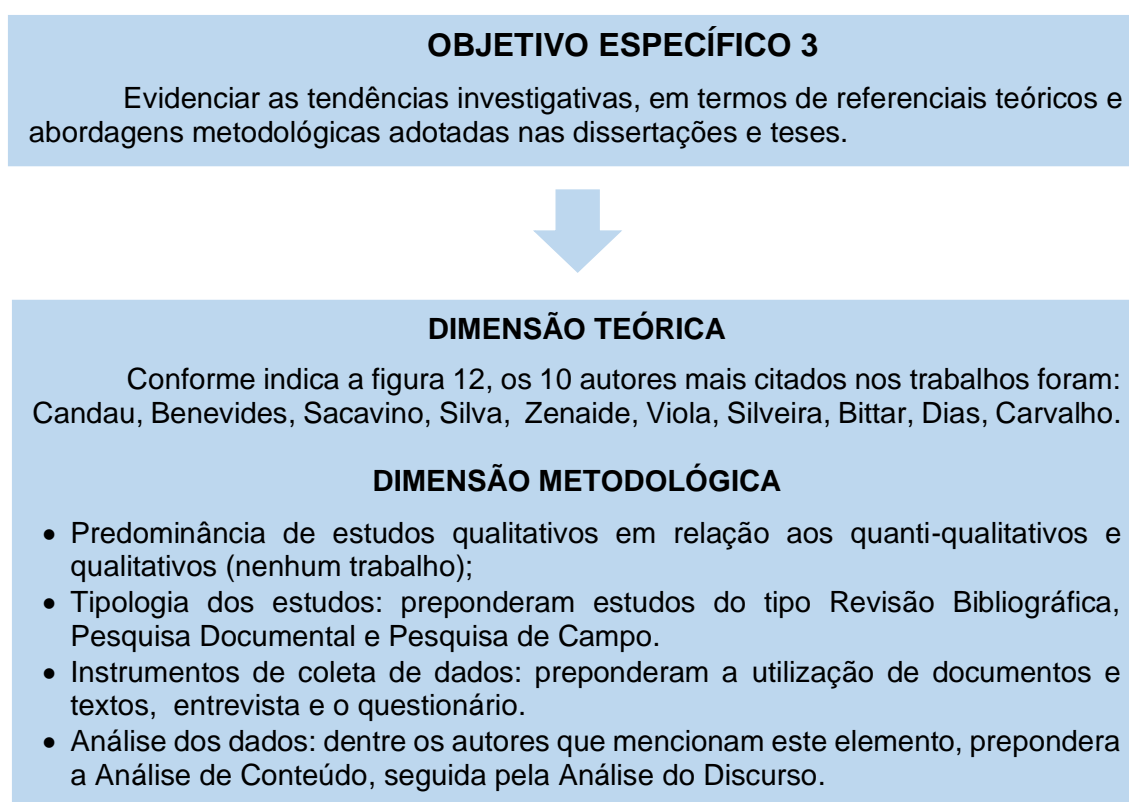 OBJETIVO ESPECÍFICO 3
Evidenciar as tendências investigativas, em termos de referenciais teóricos e
abordagens metodológicas adotadas nas dissertações e teses.
DIMENSÃO TEÓRICA
Conforme indica a figura 12, os 10 autores mais citados nos trabalhos foram:
Candau, Benevides, Sacavino, Silva, Zenaide, Viola, Silveira, Bittar, Dias, Carvalho.
DIMENSÃO METODOLÓGICA
• Predominância de estudos qualitativos em relação aos quanti-qualitativos e
qualitativos (nenhum trabalho);
• Tipologia dos estudos: preponderam estudos do tipo Revisão Bibliográfica,
Pesquisa Documental e Pesquisa de Campo.
• Instrumentos de coleta de dados: preponderam a utilização de documentos e
textos, entrevista e o questionário.
• Análise dos dados: dentre os autores que mencionam este elemento, prepondera
a Análise de Conteúdo, seguida pela Análise do Discurso.